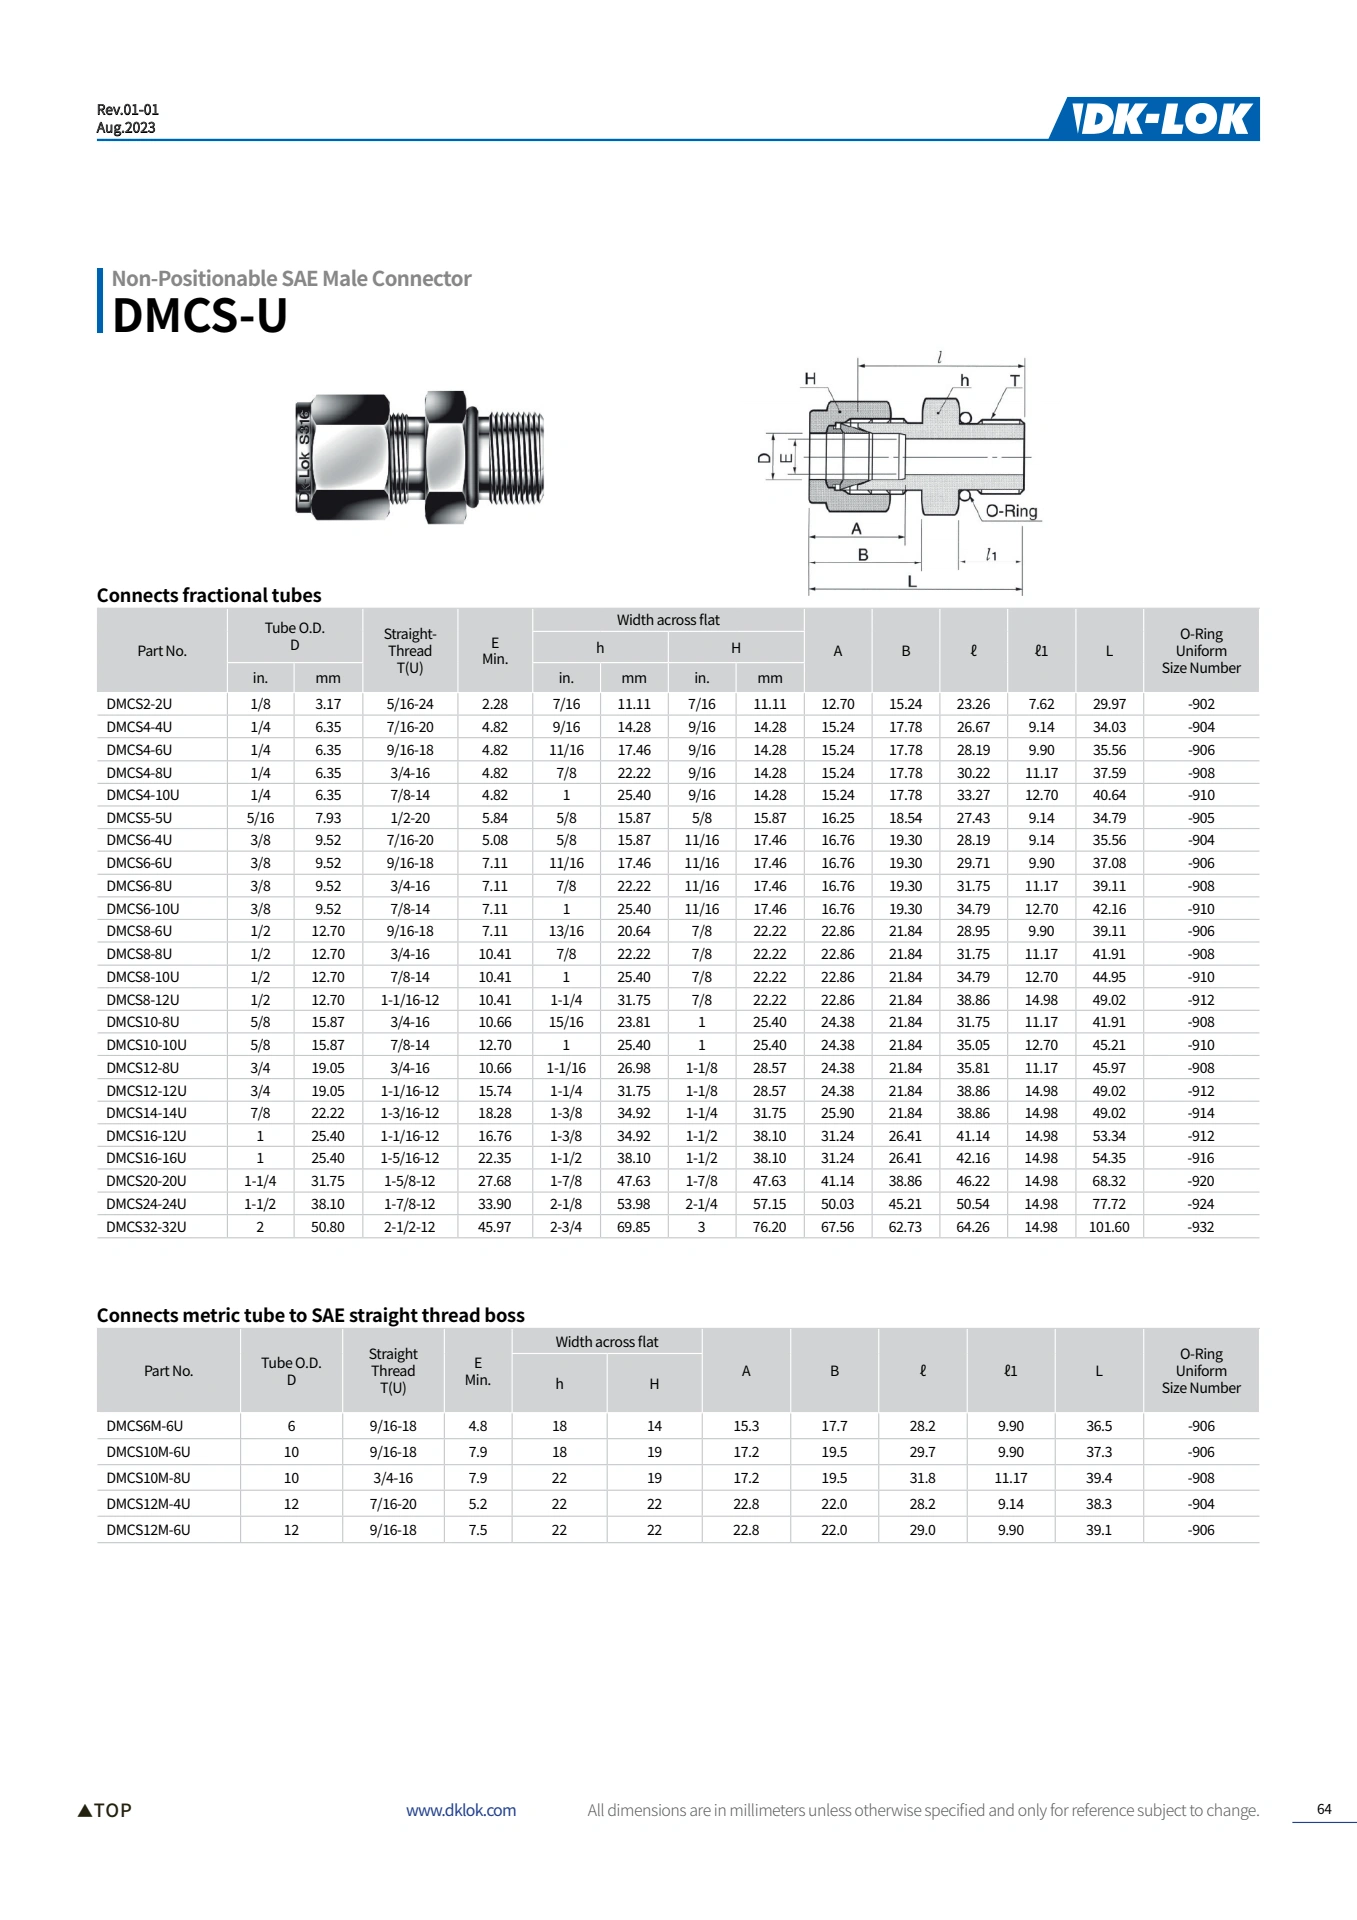 Rev.01-01
Aug.2023
DK-LOK
Non-Positionable SAE Male Connector
DMCS-U
DK-Lok S316
l
H h T
D E
O-Ring
A
B l1
L
Connects fractional tubes
Part No. Tube O.D. D Straight-Thread T(U) E Min. Width across flat A B ℓ ℓ1 L O-Ring Uniform Size Number
h H
in. mm in. mm in. mm
DMCS2-2U 1/8 3.17 5/16-24 2.28 7/16 11.11 7/16 11.11 12.70 15.24 23.26 7.62 29.97 -902
DMCS4-4U 1/4 6.35 7/16-20 4.82 9/16 14.28 9/16 14.28 15.24 17.78 26.67 9.14 34.03 -904
DMCS4-6U 1/4 6.35 9/16-18 4.82 11/16 17.46 9/16 14.28 15.24 17.78 28.19 9.90 35.56 -906
DMCS4-8U 1/4 6.35 3/4-16 4.82 7/8 22.22 9/16 14.28 15.24 17.78 30.22 11.17 37.59 -908
DMCS4-10U 1/4 6.35 7/8-14 4.82 1 25.40 9/16 14.28 15.24 17.78 33.27 12.70 40.64 -910
DMCS5-5U 5/16 7.93 1/2-20 5.84 5/8 15.87 5/8 15.87 16.25 18.54 27.43 9.14 34.79 -905
DMCS6-4U 3/8 9.52 7/16-20 5.08 5/8 15.87 11/16 17.46 16.76 19.30 28.19 9.14 35.56 -904
DMCS6-6U 3/8 9.52 9/16-18 7.11 11/16 17.46 11/16 17.46 16.76 19.30 29.71 9.90 37.08 -906
DMCS6-8U 3/8 9.52 3/4-16 7.11 7/8 22.22 11/16 17.46 16.76 19.30 31.75 11.17 39.11 -908
DMCS6-10U 3/8 9.52 7/8-14 7.11 1 25.40 11/16 17.46 16.76 19.30 34.79 12.70 42.16 -910
DMCS8-6U 1/2 12.70 9/16-18 7.11 13/16 20.64 7/8 22.22 22.86 21.84 28.95 9.90 39.11 -906
DMCS8-8U 1/2 12.70 3/4-16 10.41 7/8 22.22 7/8 22.22 22.86 21.84 31.75 11.17 41.91 -908
DMCS8-10U 1/2 12.70 7/8-14 10.41 1 25.40 7/8 22.22 22.86 21.84 34.79 12.70 44.95 -910
DMCS8-12U 1/2 12.70 1-1/16-12 10.41 1-1/4 31.75 7/8 22.22 22.86 21.84 38.86 14.98 49.02 -912
DMCS10-8U 5/8 15.87 3/4-16 10.66 15/16 23.81 1 25.40 24.38 21.84 31.75 11.17 41.91 -908
DMCS10-10U 5/8 15.87 7/8-14 12.70 1 25.40 1 25.40 24.38 21.84 35.05 12.70 45.21 -910
DMCS12-8U 3/4 19.05 3/4-16 10.66 1-1/16 26.98 1-1/8 28.57 24.38 21.84 35.81 11.17 45.97 -908
DMCS12-12U 3/4 19.05 1-1/16-12 15.74 1-1/4 31.75 1-1/8 28.57 24.38 21.84 38.86 14.98 49.02 -912
DMCS14-14U 7/8 22.22 1-3/16-12 18.28 1-3/8 34.92 1-1/4 31.75 25.90 21.84 38.86 14.98 49.02 -914
DMCS16-12U 1 25.40 1-1/16-12 16.76 1-3/8 34.92 1-1/2 38.10 31.24 26.41 41.14 14.98 53.34 -912
DMCS16-16U 1 25.40 1-5/16-12 22.35 1-1/2 38.10 1-1/2 38.10 31.24 26.41 42.16 14.98 54.35 -916
DMCS20-20U 1-1/4 31.75 1-5/8-12 27.68 1-7/8 47.63 1-7/8 47.63 41.14 38.86 46.22 14.98 68.32 -920
DMCS24-24U 1-1/2 38.10 1-7/8-12 33.90 2-1/8 53.98 2-1/4 57.15 50.03 45.21 50.54 14.98 77.72 -924
DMCS32-32U 2 50.80 2-1/2-12 45.97 2-3/4 69.85 3 76.20 67.56 62.73 64.26 14.98 101.60 -932
Connects metric tube to SAE straight thread boss
Part No. Tube O.D. D Straight Thread T(U) E Min. Width across flat A B ℓ ℓ1 L O-Ring Uniform Size Number
h H
DMCS6M-6U 6 9/16-18 4.8 18 14 15.3 17.7 28.2 9.90 36.5 -906
DMCS10M-6U 10 9/16-18 7.9 18 19 17.2 19.5 29.7 9.90 37.3 -906
DMCS10M-8U 10 3/4-16 7.9 22 19 17.2 19.5 31.8 11.17 39.4 -908
DMCS12M-4U 12 7/16-20 5.2 22 22 22.8 22.0 28.2 9.14 38.3 -904
DMCS12M-6U 12 9/16-18 7.5 22 22 22.8 22.0 29.0 9.90 39.1 -906
▲TOP www.dklok.com All dimensions are in millimeters unless otherwise specified and only for reference subject to change. 64